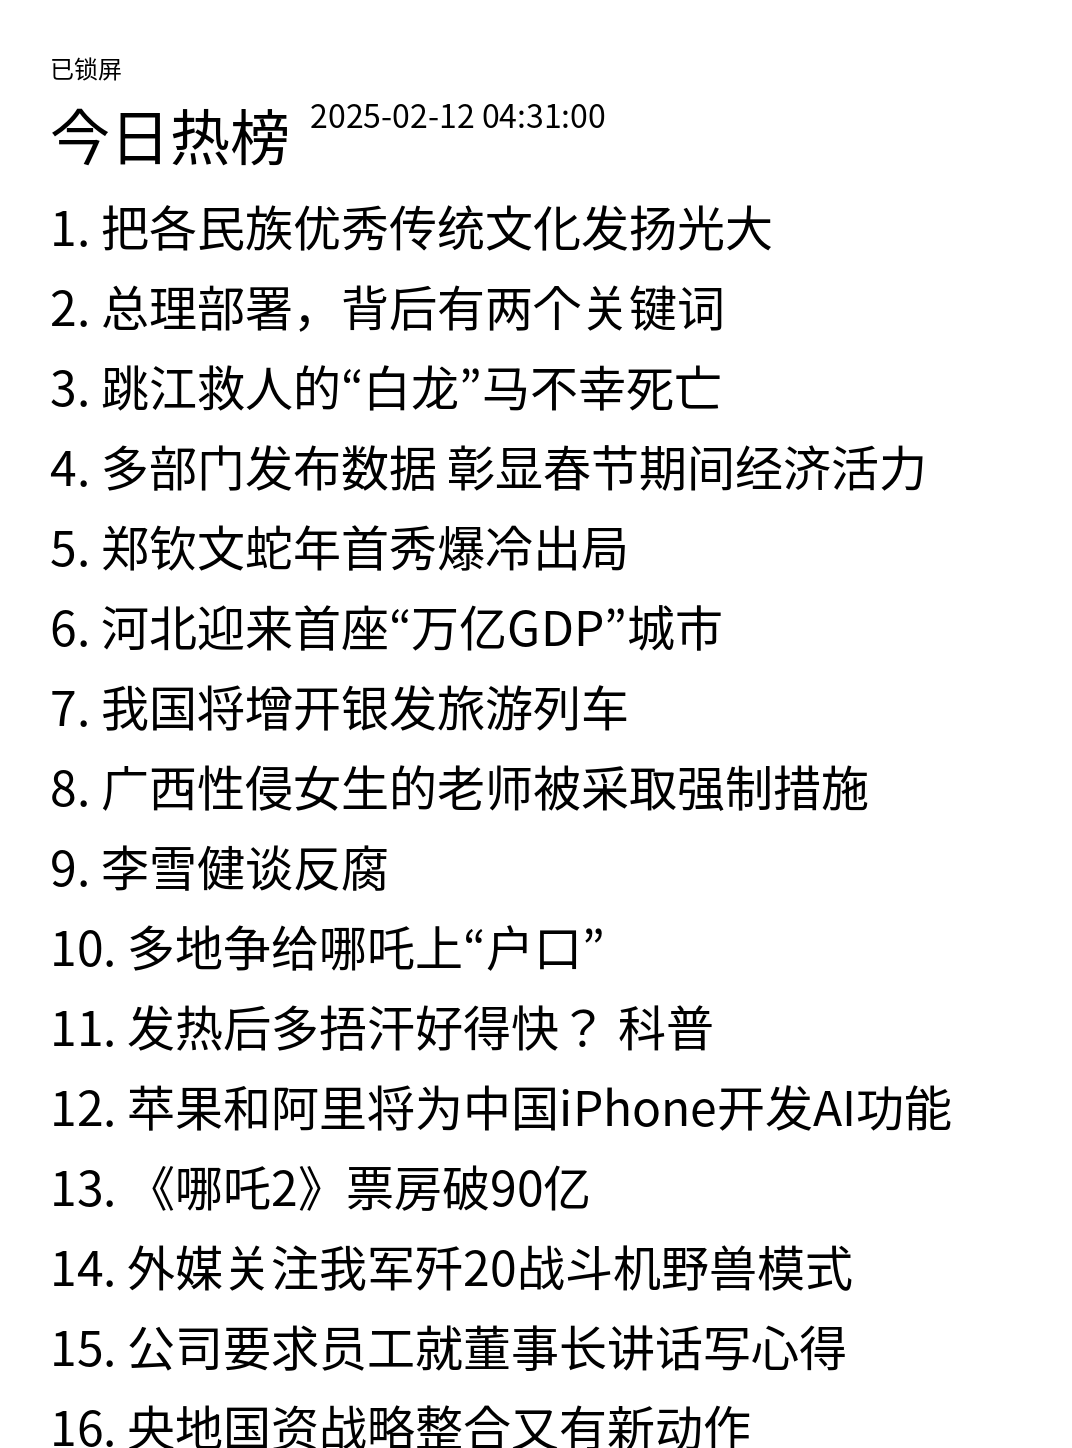 已锁屏
今日热榜 2025-02-12 04:31:00
1. 把各民族优秀传统文化发扬光大
2. 总理部署，背后有两个关键词
3. 跳江救人的“白龙”马不幸死亡
4. 多部门发布数据 彰显春节期间经济活力
5. 郑钦文蛇年首秀爆冷出局
6. 河北迎来首座“万亿GDP”城市
7. 我国将增开银发旅游列车
8. 广西性侵女生的老师被采取强制措施
9. 李雪健谈反腐
10. 多地争给哪吒上“户口”
11. 发热后多捂汗好得快？ 科普
12. 苹果和阿里将为中国iPhone开发AI功能
13. 《哪吒2》票房破90亿
14. 外媒关注我军歼20战斗机野兽模式
15. 公司要求员工就董事长讲话写心得
16. 央地国资战略整合又有新动作